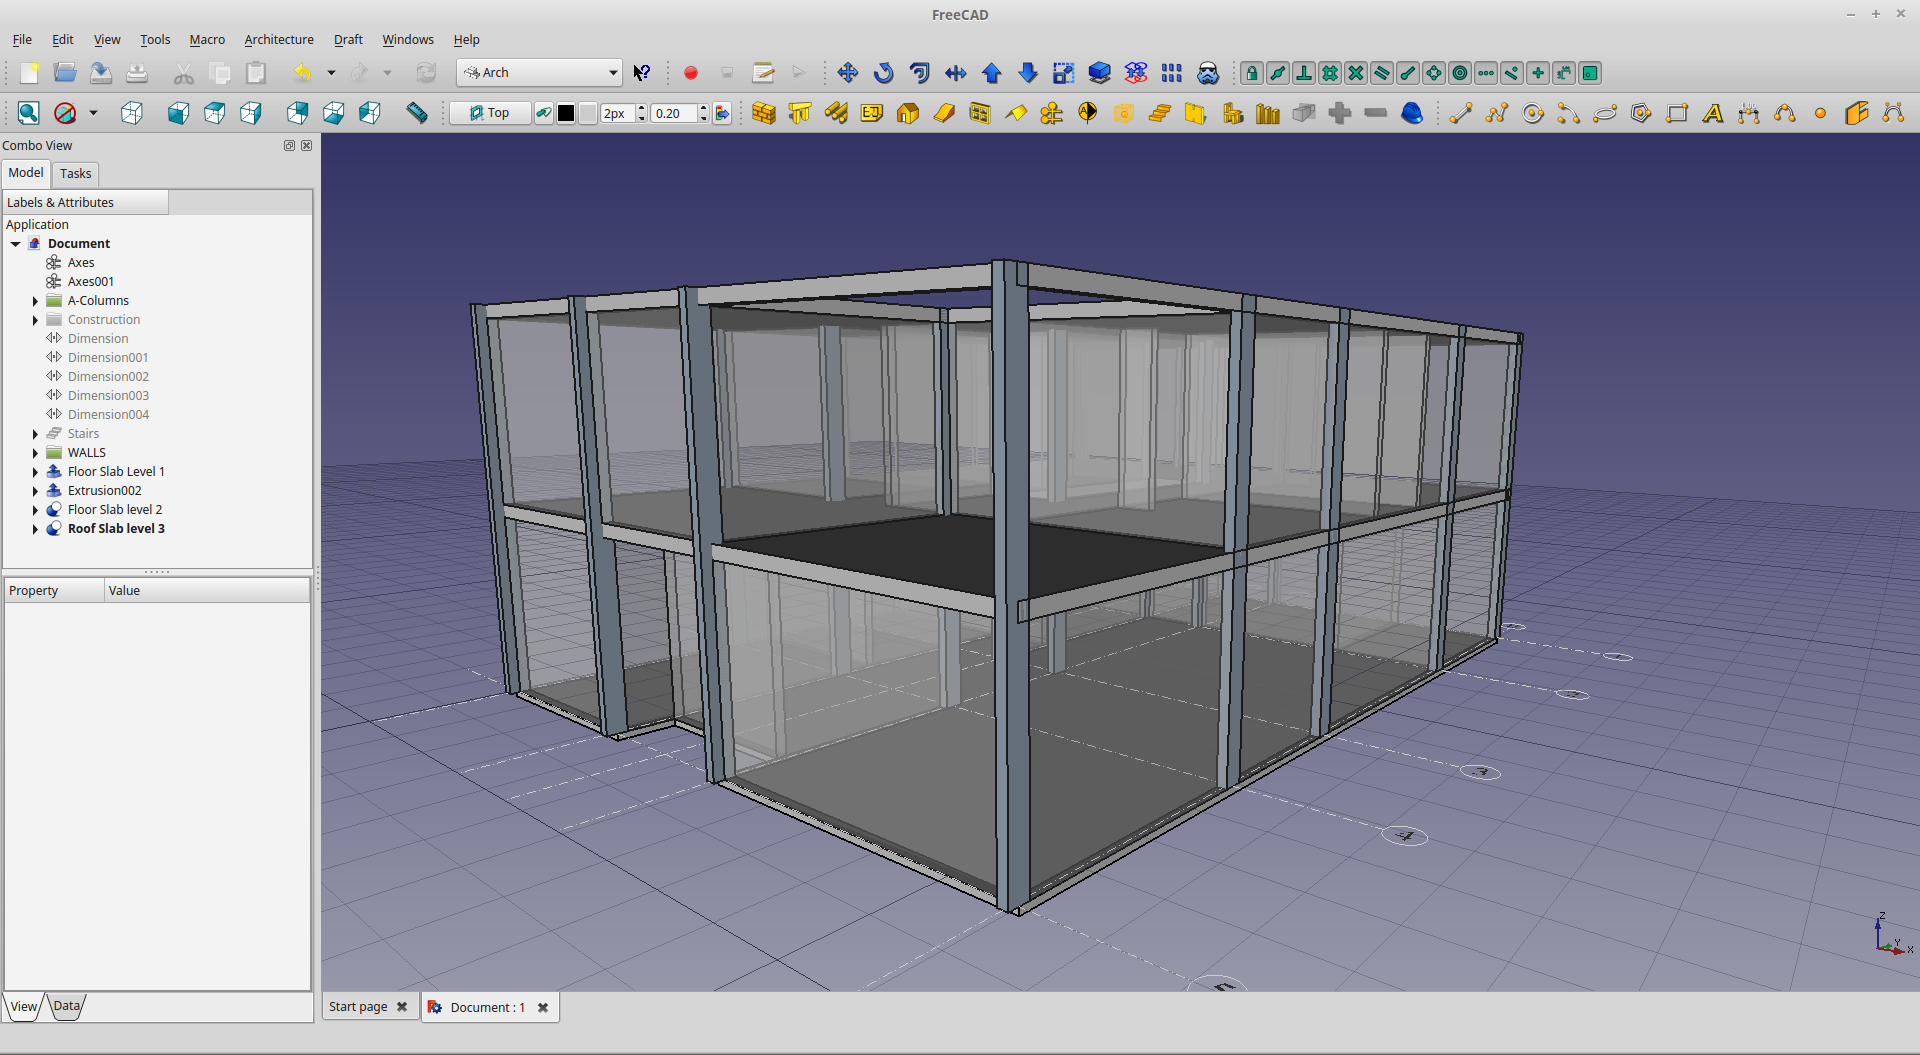 FreeCAD
File Edit View Tools Macro Architecture Draft Windows Help
Arch
Top 2px 0.20
Combo View
Model Tasks
Labels & Attributes
Application
Document
Axes
Axes001
A-Columns
Construction
Dimension
Dimension001
Dimension002
Dimension003
Dimension004
Stairs
WALLS
Floor Slab Level 1
Extrusion002
Floor Slab level 2
Roof Slab level 3
Property Value
View Data
Start page Document : 1
Z
Y
X